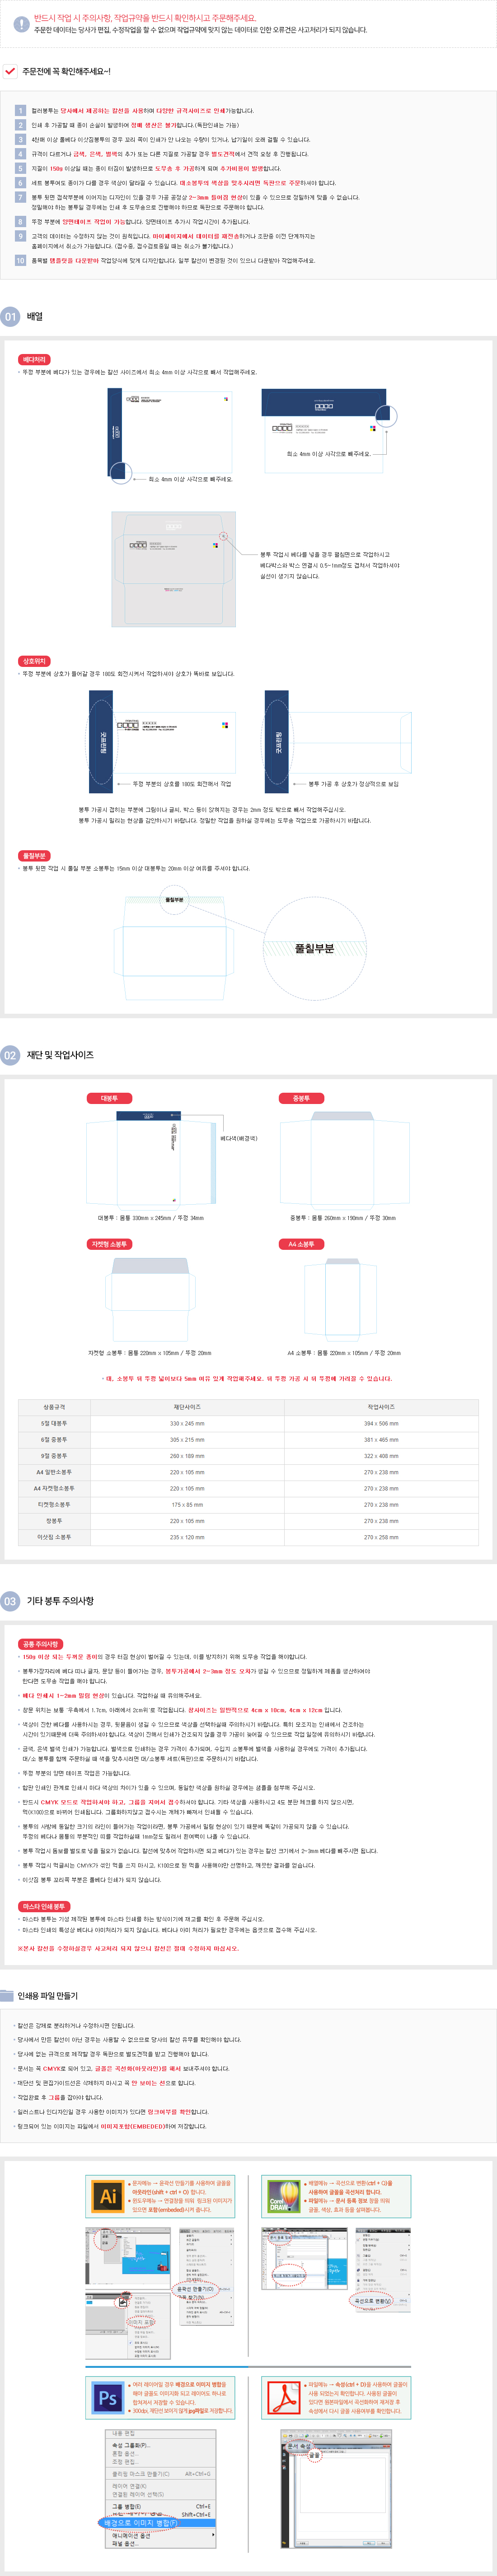 반드시 작업 시 주의사항, 작업규약을 반드시 확인하시고 주문해주세요.
주문한 데이터는 당사가 편집, 수정작업을 할 수 없으며 작업규약에 맞지 않는 데이터로 인한 오류건은 사고처리가 되지 않습니다.
주문전에 꼭 확인해주세요~!
1 컬러봉투는 당사에서 제공하는 칼선을 사용하며 다양한 규격사이즈로 인쇄가능합니다.
2 인쇄 후 가공할 때 종이 손실이 발생하여 정매 생산은 불가합니다.(독판인쇄는 가능)
3 4천매 이상 풀베다 이삿짐봉투의 경우 꼬리 쪽이 인쇄가 안 나오는 수량이 있거나, 납기일이 오래 걸릴 수 있습니다.
4 규격이 다르거나 금색, 은색, 별색의 추가 또는 다른 지질로 가공할 경우 별도견적에서 견적 요청 후 진행됩니다.
5 지질이 150g 이상일 때는 종이 터짐이 발생하므로 도무송 후 가공하게 되며 추가비용이 발생합니다.
6 세트 봉투여도 종이가 다를 경우 색상이 달라질 수 있습니다. 대소봉투의 색상을 맞추시려면 독판으로 주문하셔야 합니다.
7 봉투 뒷면 접착부분에 이어지는 디자인이 있을 경우 가공 공정상 2~3mm 틀어짐 현상이 있을 수 있으므로 정밀하게 맞출 수 없습니다.
정밀해야 하는 봉투일 경우에는 인쇄 후 도무송으로 진행해야 하므로 독판으로 주문해야 합니다.
8 뚜껑 부분에 양면테이프 작업이 가능합니다. 양면테이프 추가시 작업시간이 추가됩니다.
9 고객의 데이터는 수정하지 않는 것이 원칙입니다. 마이페이지에서 데이터를 재전송하거나 조판중 이전 단계까지는
홈페이지에서 취소가 가능합니다. (접수중, 접수검토중일 때는 취소가 불가합니다.)
10 품목별 템플릿을 다운받아 작업양식에 맞게 디자인합니다. 일부 칼선이 변경된 것이 있으니 다운받아 작업해주세요.
01 배열
베다처리
· 뚜껑 부분에 베다가 있는 경우에는 칼선 사이즈에서 최소 4mm 이상 사각으로 빼서 작업해주세요.
최소 4mm 이상 사각으로 빼주세요.
최소 4mm 이상 사각으로 빼주세요.
봉투 작업시 베다를 넣을 경우 펼침면으로 작업하시고
베다박스와 박스 연결시 0.5~1mm정도 겹쳐서 작업하셔야
실선이 생기지 않습니다.
상호위치
· 뚜껑 부분에 상호가 들어갈 경우 180도 회전시켜서 작업하셔야 상호가 똑바로 보입니다.
뚜껑 부분의 상호를 180도 회전해서 작업
봉투 가공 후 상호가 정상적으로 보임
봉투 가공시 접히는 부분에 그림이나 글씨, 박스 등이 앉혀지는 경우는 2mm 정도 밖으로 빼서 작업해주십시오.
봉투 가공시 밀리는 현상을 감안하시기 바랍니다. 정밀한 작업을 원하실 경우에는 도무송 작업으로 가공하시기 바랍니다.
풀칠부분
· 봉투 뒷면 작업 시 풀칠 부분 소봉투는 15mm 이상 대봉투는 20mm 이상 여유를 주셔야 합니다.
풀칠부분
풀칠부분
02 재단 및 작업사이즈
대봉투
중봉투
베다색(배경색)
대봉투 : 몸통 330mm x 245mm / 뚜껑 34mm
중봉투 : 몸통 260mm x 190mm / 뚜껑 30mm
자켓형 소봉투
A4 소봉투
자켓형 소봉투 : 몸통 220mm x 105mm / 뚜껑 20mm
A4 소봉투 : 몸통 220mm x 105mm / 뚜껑 20mm
· 대, 소봉투 뒤 뚜껑 넓이보다 5mm 여유 있게 작업해주세요. 뒤 뚜껑 가공 시 뒤 뚜껑에 가려질 수 있습니다.
상품규격 재단사이즈 작업사이즈
5절 대봉투 330 x 245 mm 394 x 506 mm
6절 중봉투 305 x 215 mm 381 x 465 mm
9절 중봉투 260 x 189 mm 322 x 408 mm
A4 일반소봉투 220 x 105 mm 270 x 238 mm
A4 자켓형소봉투 220 x 105 mm 270 x 238 mm
티켓형소봉투 175 x 85 mm 270 x 238 mm
창봉투 220 x 105 mm 270 x 238 mm
이삿짐 소봉투 235 x 120 mm 270 x 258 mm
03 기타 봉투 주의사항
공통 주의사항
· 150g 이상 되는 두꺼운 종이의 경우 터짐 현상이 벌어질 수 있는데, 이를 방지하기 위해 도무송 작업을 해야합니다.
· 봉투가장자리에 베다 띠나 글자, 문양 등이 들어가는 경우, 봉투가공에서 2~3mm 정도 오차가 생길 수 있으므로 정밀하게 제품을 생산하여야
한다면 도무송 작업을 해야 합니다.
· 베다 인쇄시 1~2mm 밀림 현상이 있습니다. 작업하실 때 유의해주세요.
· 창문 위치는 보통 '우측에서 1.7cm, 아래에서 2cm위'로 작업됩니다. 창사이즈는 일반적으로 4cm x 10cm, 4cm x 12cm 입니다.
· 색상이 진한 베다를 사용하시는 경우, 뒷묻음이 생길 수 있으므로 색상을 선택하실때 주의하시기 바랍니다. 특히 모조지는 인쇄에서 건조하는
시간이 있기때문에 더욱 주의하셔야 합니다. 색상이 진해서 인쇄가 건조되지 않을 경우 가공이 늦어질 수 있으므로 작업 일정에 유의하시기 바랍니다.
· 금색, 은색 별색 인쇄가 가능합니다. 별색으로 인쇄하는 경우 가격이 추가되며, 수입지 소봉투에 별색을 사용하실 경우에도 가격이 추가됩니다.
대/소 봉투를 함께 주문하실 때 색을 맞추시려면 대/소봉투 세트(독판)으로 주문하시기 바랍니다.
· 뚜껑 부분의 양면 테이프 작업은 가능합니다.
· 합판 인쇄인 관계로 인쇄시 마다 색상의 차이가 있을 수 있으며, 동일한 색상을 원하실 경우에는 샘플을 첨부해 주십시오.
· 반드시 CMYK 모드로 작업하셔야 하고, 그룹을 지어서 접수하셔야 합니다. 기타 색상을 사용하시고 4도 분판 체크를 하지 않으시면,
먹(K100)으로 바뀌어 인쇄됩니다. 그룹화하지않고 접수시는 개체가 빠져서 인쇄될 수 있습니다.
· 봉투의 사방에 동일한 크기의 라인이 들어가는 작업이라면, 봉투 가공에서 밀림 현상이 있기 때문에 똑같이 가공되지 않을 수 있습니다.
뚜껑의 베다나 몸통의 부분적인 띠를 작업하실때 1mm정도 밀려서 흰여백이 나올 수 있습니다.
· 봉투 작업시 돔보를 별도로 넣을 필요가 없습니다. 칼선에 맞추어 작업하시면 되고 베다가 있는 경우는 칼선 크기에서 2~3mm 베다를 빼주시면 됩니다.
· 봉투 작업시 먹글씨는 CMYK가 섞인 먹을 쓰지 마시고, K100으로 된 먹을 사용해야만 선명하고, 깨끗한 결과를 얻습니다.
· 이삿짐 봉투 꼬리쪽 부분은 풀베다 인쇄가 되지 않습니다.
마스타 인쇄 봉투
· 마스타 봉투는 기성 제작된 봉투에 마스타 인쇄를 하는 방식이기에 재고를 확인 후 주문해 주십시오.
· 마스타 인쇄의 특성상 베다나 이미처리가 되지 않습니다. 베다나 이미 처리가 필요한 경우에는 옵셋으로 접수해 주십시오.
※본사 칼선을 수정하실경우 사고처리 되지 않으니 칼선은 절대 수정하지 마십시오.
인쇄용 파일 만들기
· 칼선은 강제로 분리하거나 수정하시면 안됩니다.
· 당사에서 만든 칼선이 아닌 경우는 사용할 수 없으므로 당사의 칼선 유무를 확인해야 합니다.
· 당사에 없는 규격으로 제작할 경우 독판으로 별도견적을 받고 진행해야 합니다.
· 문서는 꼭 CMYK로 되어 있고, 글꼴은 곡선화(아웃라인)를 해서 보내주셔야 합니다.
· 재단선 및 편집가이드선은 삭제하지 마시고 꼭 안 보이는 선으로 합니다.
· 작업완료 후 그룹을 잡아야 합니다.
· 일러스트나 인디자인일 경우 사용한 이미지가 있다면 링크여부를 확인합니다.
· 링크되어 있는 이미지는 파일에서 이미지포함(EMBEDED)하여 저장합니다.
Ai
● 문자메뉴 → 윤곽선 만들기를 사용하여 글꼴을
아웃라인(shift + ctrl + O) 합니다.
● 윈도우메뉴 → 연결창을 띄워 링크된 이미지가
있으면 포함(embeded)시켜 줍니다.
Corel DRAW
● 배열메뉴 → 곡선으로 변환(ctrl + Q)를
사용하여 글꼴을 곡선처리 합니다.
● 파일메뉴 → 문서 등록 정보 창을 띄워
글꼴, 색상, 효과 등을 살펴봅니다.
윤곽선 만들기(O)
이미지 포함
곡선으로 변환(V)
Ps
● 여러 레이어일 경우 배경으로 이미지 병합을
해야 글꼴도 이미지화 되고 레이어도 하나로
합쳐져서 저장할 수 있습니다.
● 300dpi, 재단선 보이지 않게 jpg파일로 저장합니다.
● 파일메뉴 → 속성(ctrl + D)을 사용하여 글꼴이
사용 되었는지 확인합니다. 사용된 글꼴이
있다면 원본파일에서 곡선화하여 재저장 후
속성에서 다시 글꼴 사용여부를 확인합니다.
내용 편집
속성 그룹화(P)...
혼합 옵션...
조정 편집...
클리핑 마스크 만들기(C) Alt+Ctrl+G
레이어 연결(K)
연결된 레이어 선택(S)
그룹 병합(E) Ctrl+E
Shift+Ctrl+E
배경으로 이미지 병합(F)
애니메이션 옵션
패널 옵션...
문서 속성
글꼴